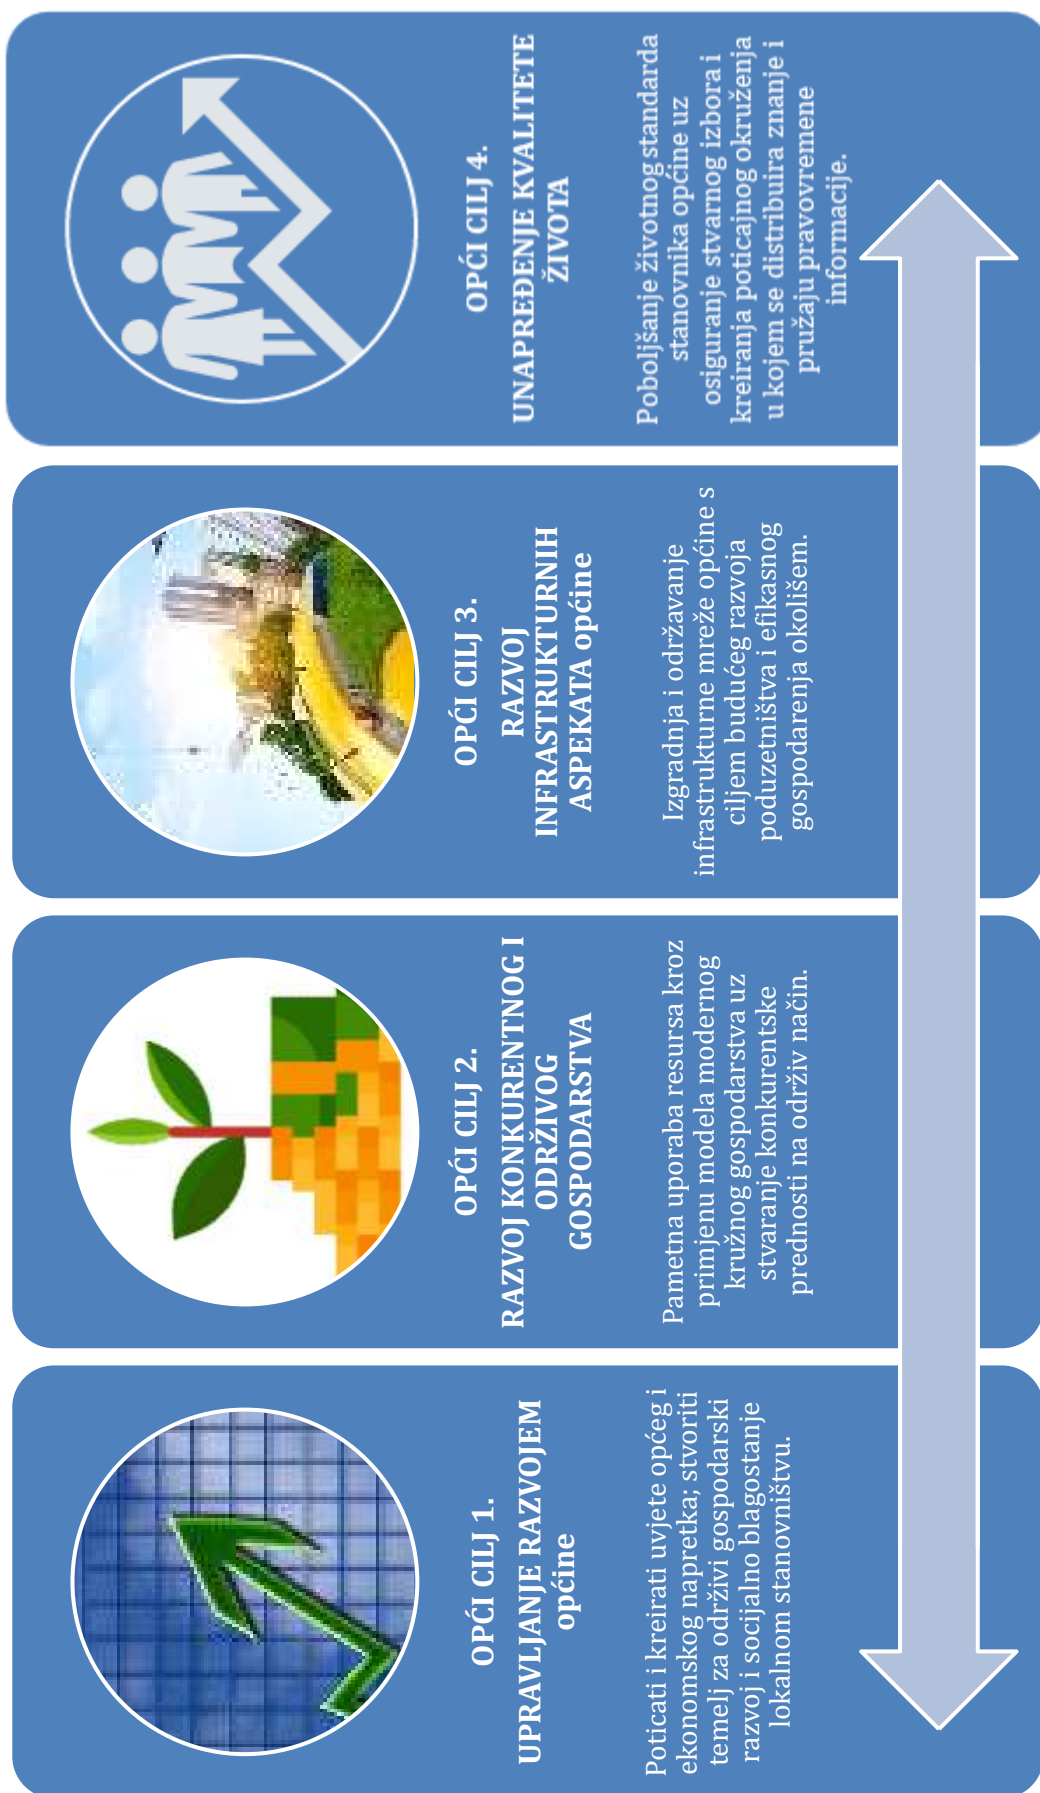 OPĆI CILJ 1.
UPRAVLJANJE RAZVOJEM
općine
Poticati i kreirati uvjete općeg i
ekonomskog napretka; stvoriti
temelj za održivi gospodarski
razvoj i socijalno blagostanje
lokalnom stanovništvu.
OPĆI CILJ 2.
RAZVOJ KONKURENTNOG I
ODRŽIVOG
GOSPODARSTVA
Pametna uporaba resursa kroz
primjenu modela modernog
kružnog gospodarstva uz
stvaranje konkurentske
prednosti na održiv način.
OPĆI CILJ 3.
RAZVOJ
INFRASTRUKTURNIH
ASPEKATA općine
Izgradnja i održavanje
infrastrukturne mreže općine s
ciljem budućeg razvoja
poduzetništva i efikasnog
gospodarenja okolišem.
OPĆI CILJ 4.
UNAPREĐENJE KVALITETE
ŽIVOTA
Poboljšanje životnog standarda
stanovnika općine uz
osiguranje stvarnog izbora i
kreiranja poticajnog okruženja
u kojem se distribuira znanje i
pružaju pravovremene
informacije.